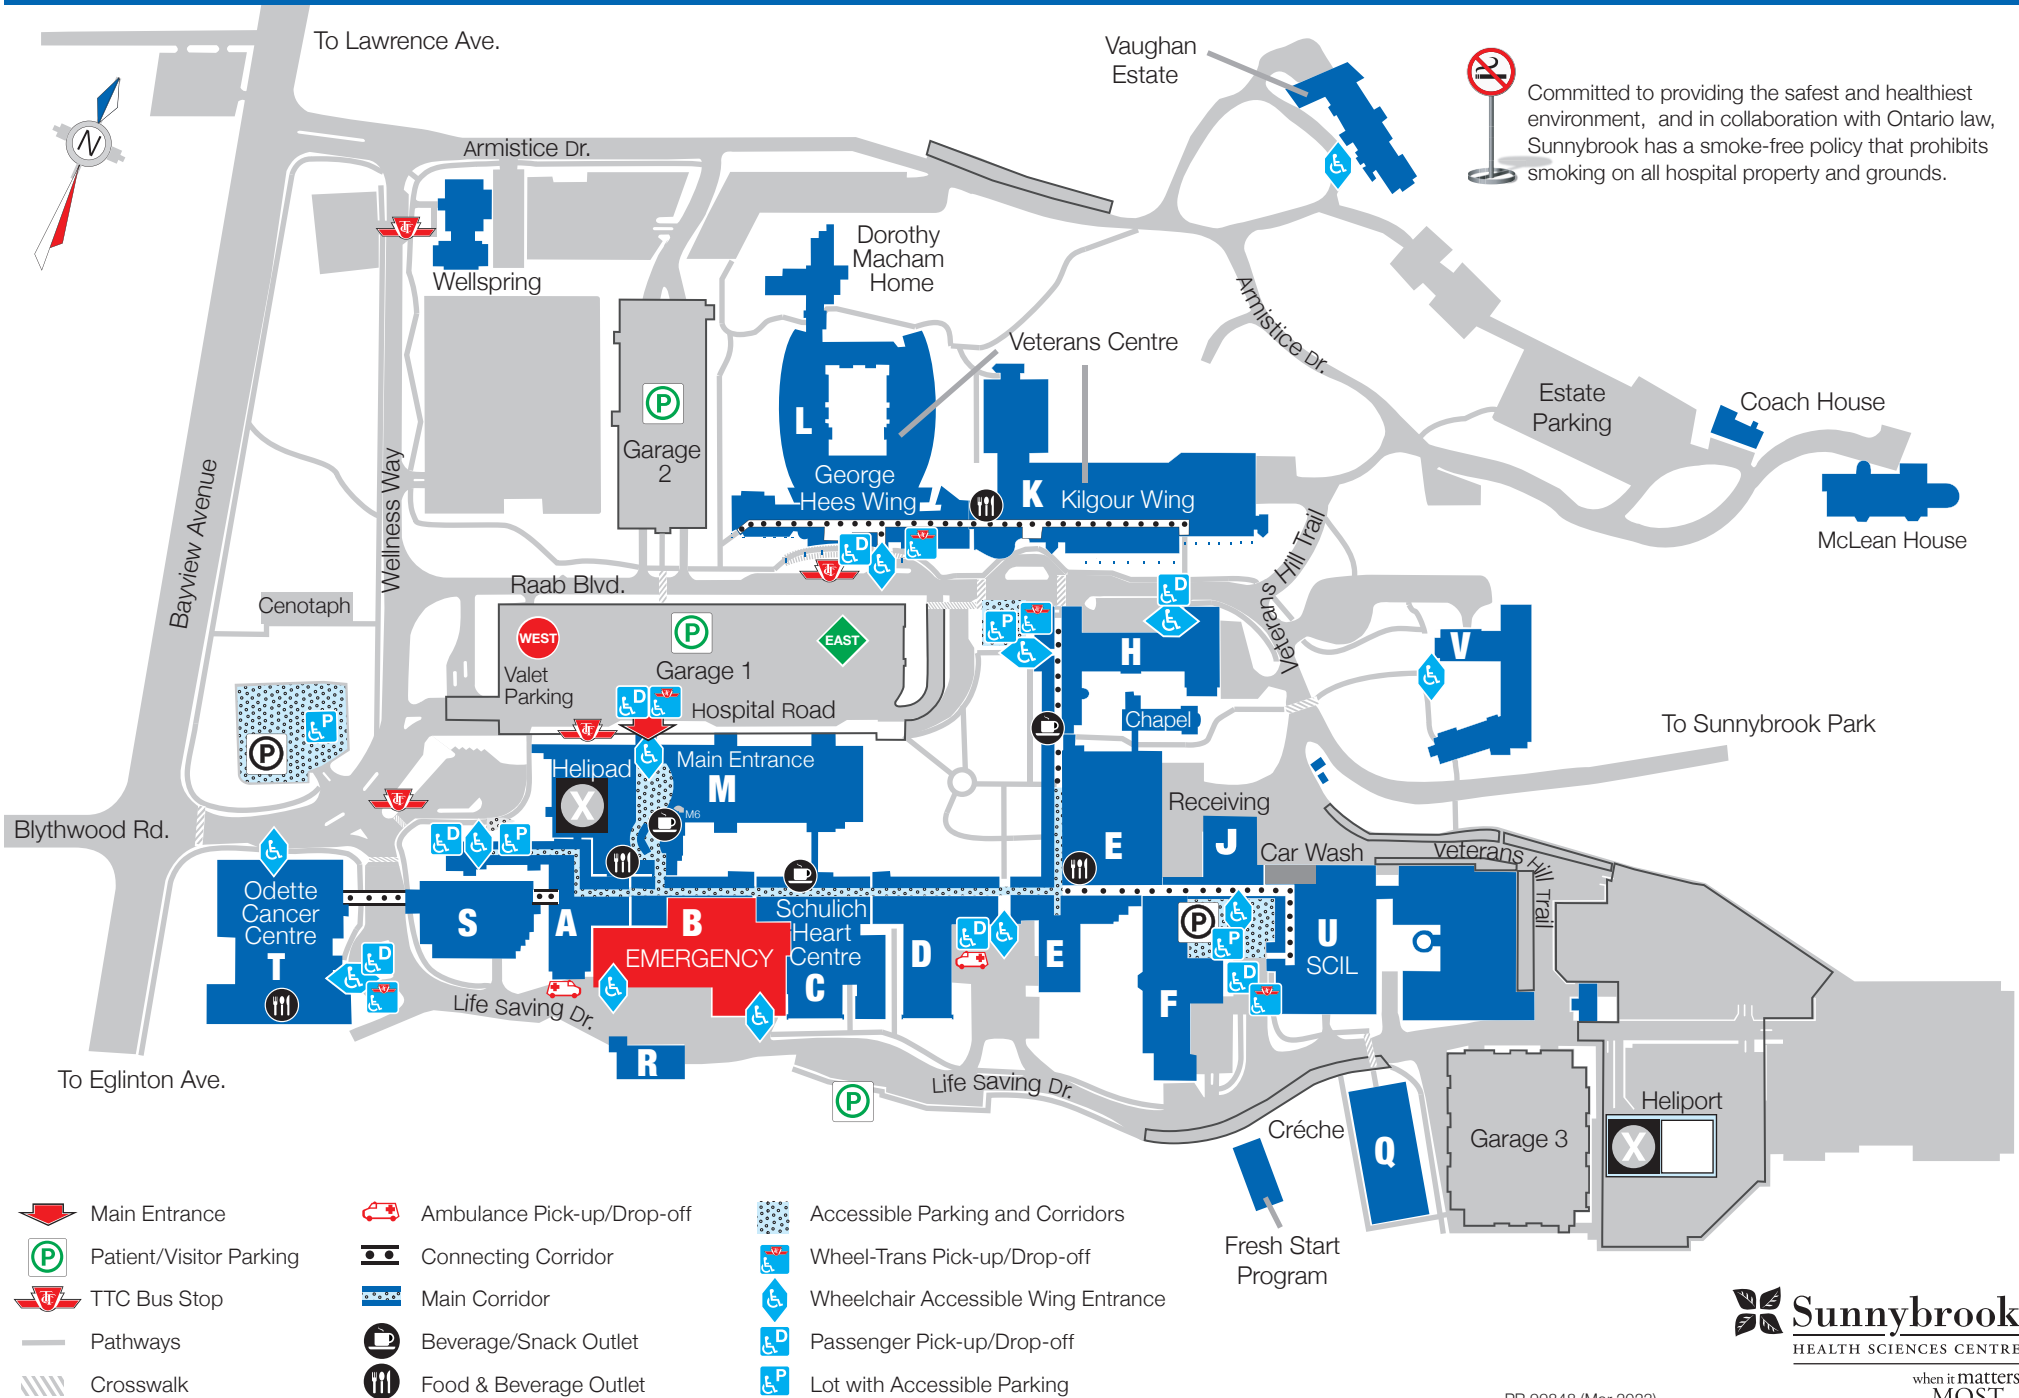 To Lawrence Ave.
Vaughan
Estate
Committed to providing the safest and healthiest
environment, and in collaboration with Ontario law,
Sunnybrook has a smoke-free policy that prohibits
smoking on all hospital property and grounds.
N
Armistice Dr.
Wellspring
Dorothy
Macham
Home
Veterans Centre
Armistice Dr.
Estate
Parking
Coach House
McLean House
P
Garage
2
L
George
Hees Wing
K
Kilgour Wing
Bayview Avenue
Wellness Way
Veterans Hill Trail
Raab Blvd.
Cenotaph
WEST
P
EAST
Valet
Parking
Garage 1
Hospital Road
D
D
D
P
H
V
Chapel
To Sunnybrook Park
P
P
Helipad
X
Main Entrance
M
M6
Blythwood Rd.
D
P
Receiving
E
J
Car Wash
Veterans Hill Trail
Odette
Cancer
Centre
T
S
A
B
EMERGENCY
Schulich
Heart
Centre
C
D
D
E
P
P
D
F
U
SCIL
D
Life Saving Dr.
R
To Eglinton Ave.
P
Life Saving Dr.
Créche
Q
Garage 3
Heliport
X
Fresh Start
Program
Main Entrance
P
Patient/Visitor Parking
TTC Bus Stop
Pathways
Crosswalk
Ambulance Pick-up/Drop-off
Connecting Corridor
Main Corridor
Beverage/Snack Outlet
Food & Beverage Outlet
Accessible Parking and Corridors
Wheel-Trans Pick-up/Drop-off
Wheelchair Accessible Wing Entrance
D
Passenger Pick-up/Drop-off
P
Lot with Accessible Parking
Sunnybrook
HEALTH SCIENCES CENTRE
when it matters
MOST